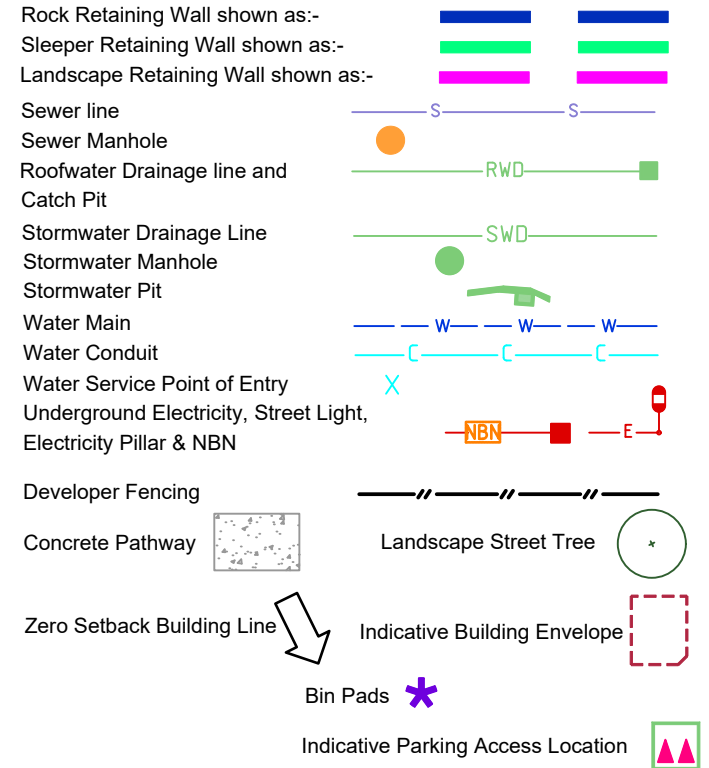 Rock Retaining Wall shown as:-
Sleeper Retaining Wall shown as:-
Landscape Retaining Wall shown as:-
Sewer line S S
Sewer Manhole
Roofwater Drainage line and RWD
Catch Pit
Stormwater Drainage Line SWD
Stormwater Manhole
Stormwater Pit
Water Main W W W
Water Conduit C C C
Water Service Point of Entry X
Underground Electricity, Street Light,
Electricity Pillar & NBN NBN E
Developer Fencing
Concrete Pathway Landscape Street Tree
Zero Setback Building Line Indicative Building Envelope
Bin Pads
Indicative Parking Access Location